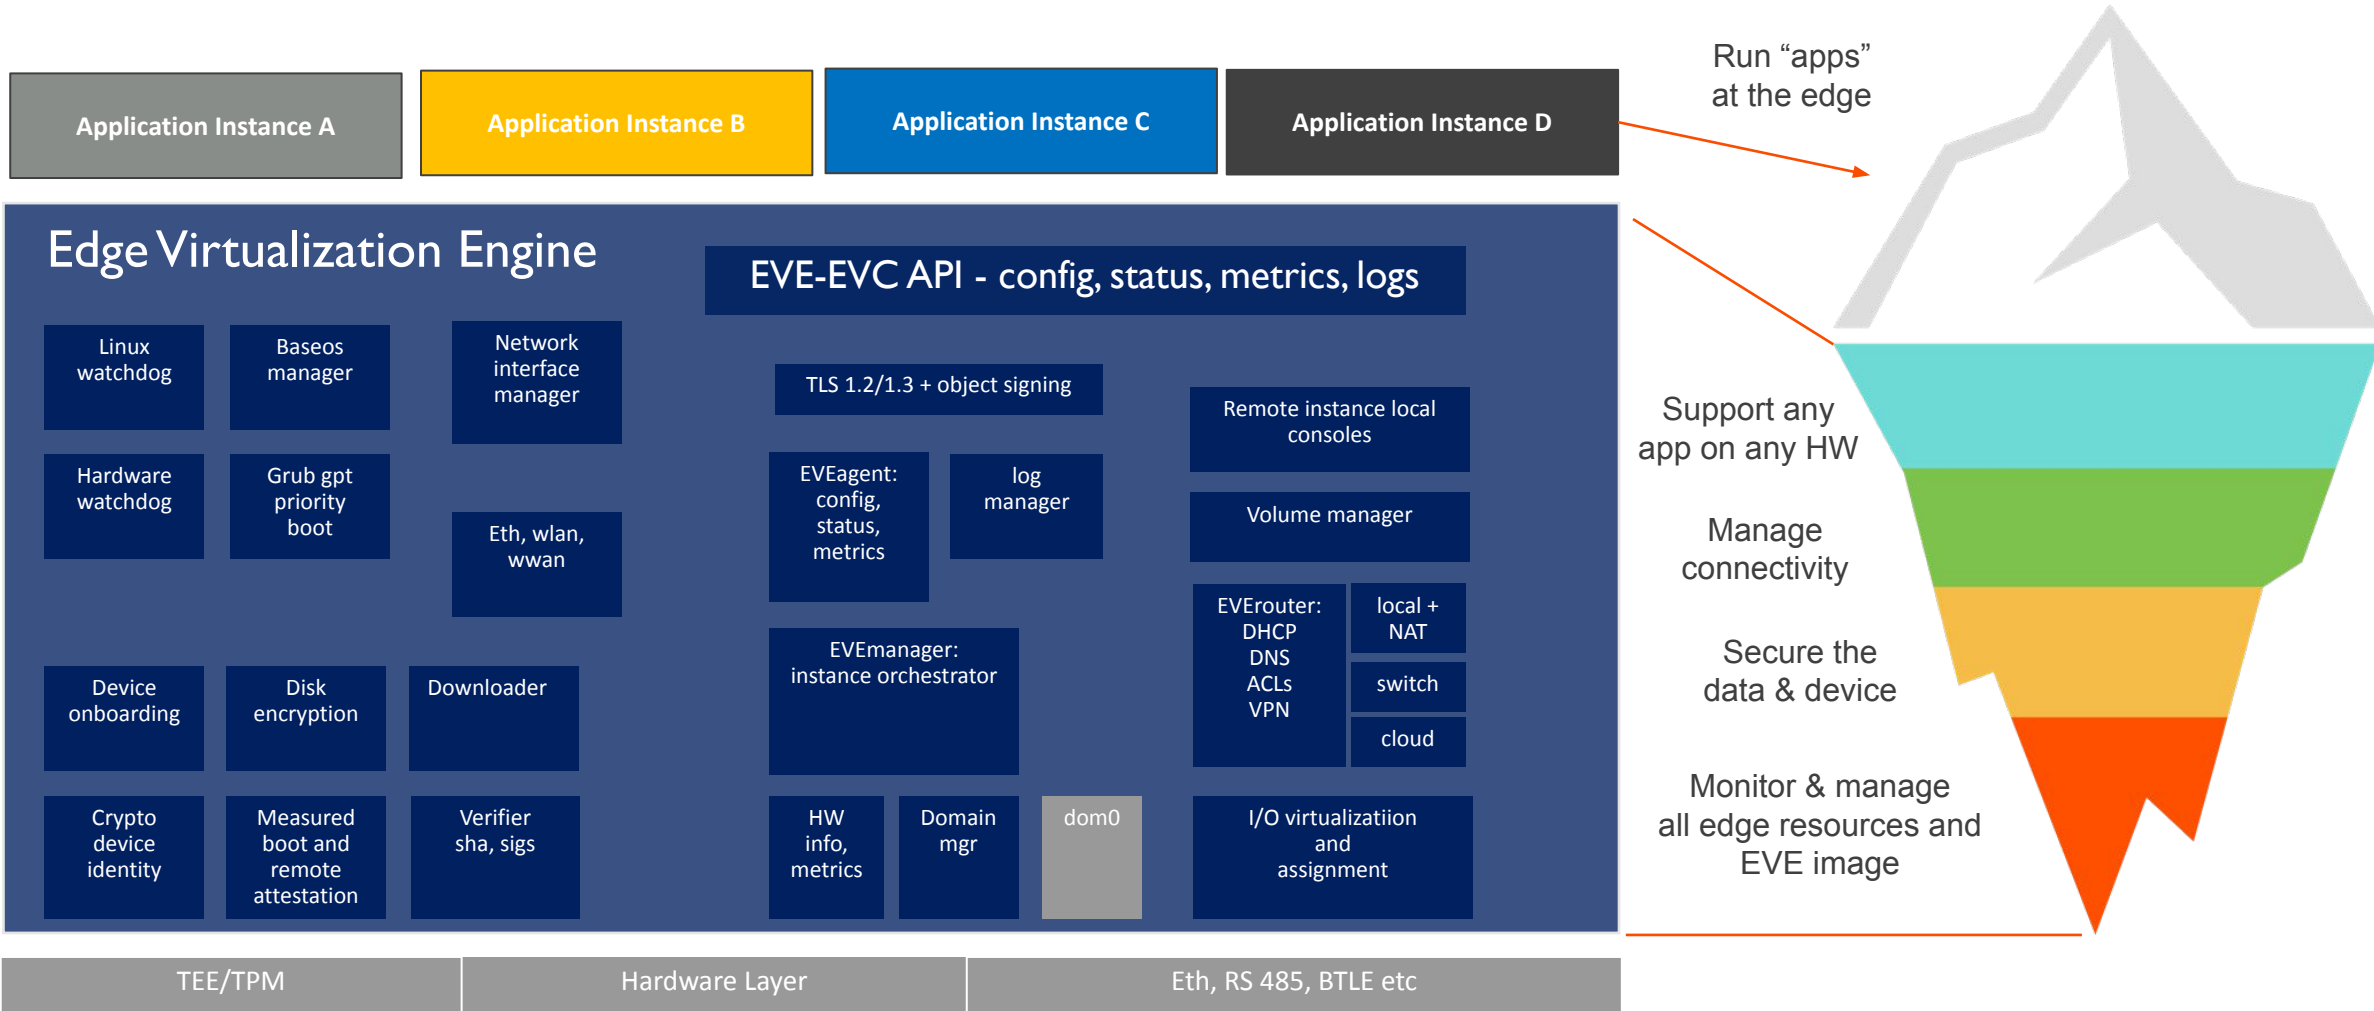 Application Instance A
Application Instance B
Application Instance C
Application Instance D
Run “apps”
at the edge
Edge Virtualization Engine
EVE-EVC API - config, status, metrics, logs
Linux
watchdog
Baseos
manager
Network
interface
manager
TLS 1.2/1.3 + object signing
Remote instance local
consoles
Hardware
watchdog
Grub gpt
priority
boot
Eth, wlan,
wwan
EVEagent:
config,
status,
metrics
log
manager
Volume manager
EVErouter:
DHCP
DNS
ACLs
VPN
local +
NAT
switch
cloud
EVEmanager:
instance orchestrator
Device
onboarding
Disk
encryption
Downloader
Crypto
device
identity
Measured
boot and
remote
attestation
Verifier
sha, sigs
HW
info,
metrics
Domain
mgr
dom0
I/O virtualizatiion
and
assignment
Support any
app on any HW
Manage
connectivity
Secure the
data & device
Monitor & manage
all edge resources and
EVE image
TEE/TPM
Hardware Layer
Eth, RS 485, BTLE etc